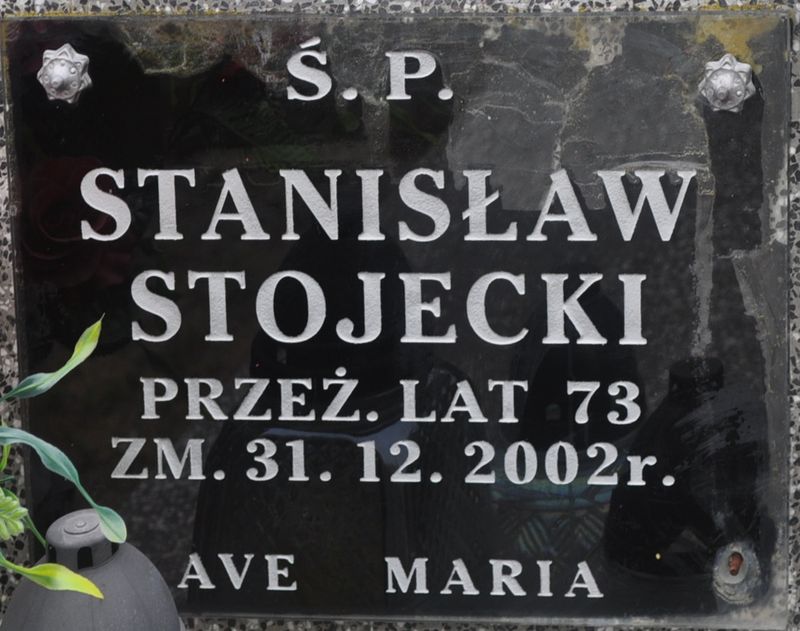 Ś. P.
STANISŁAW
STOJECKI
PRZEŻ. LAT 73
ZM. 31. 12. 2002r.
AVE MARIA